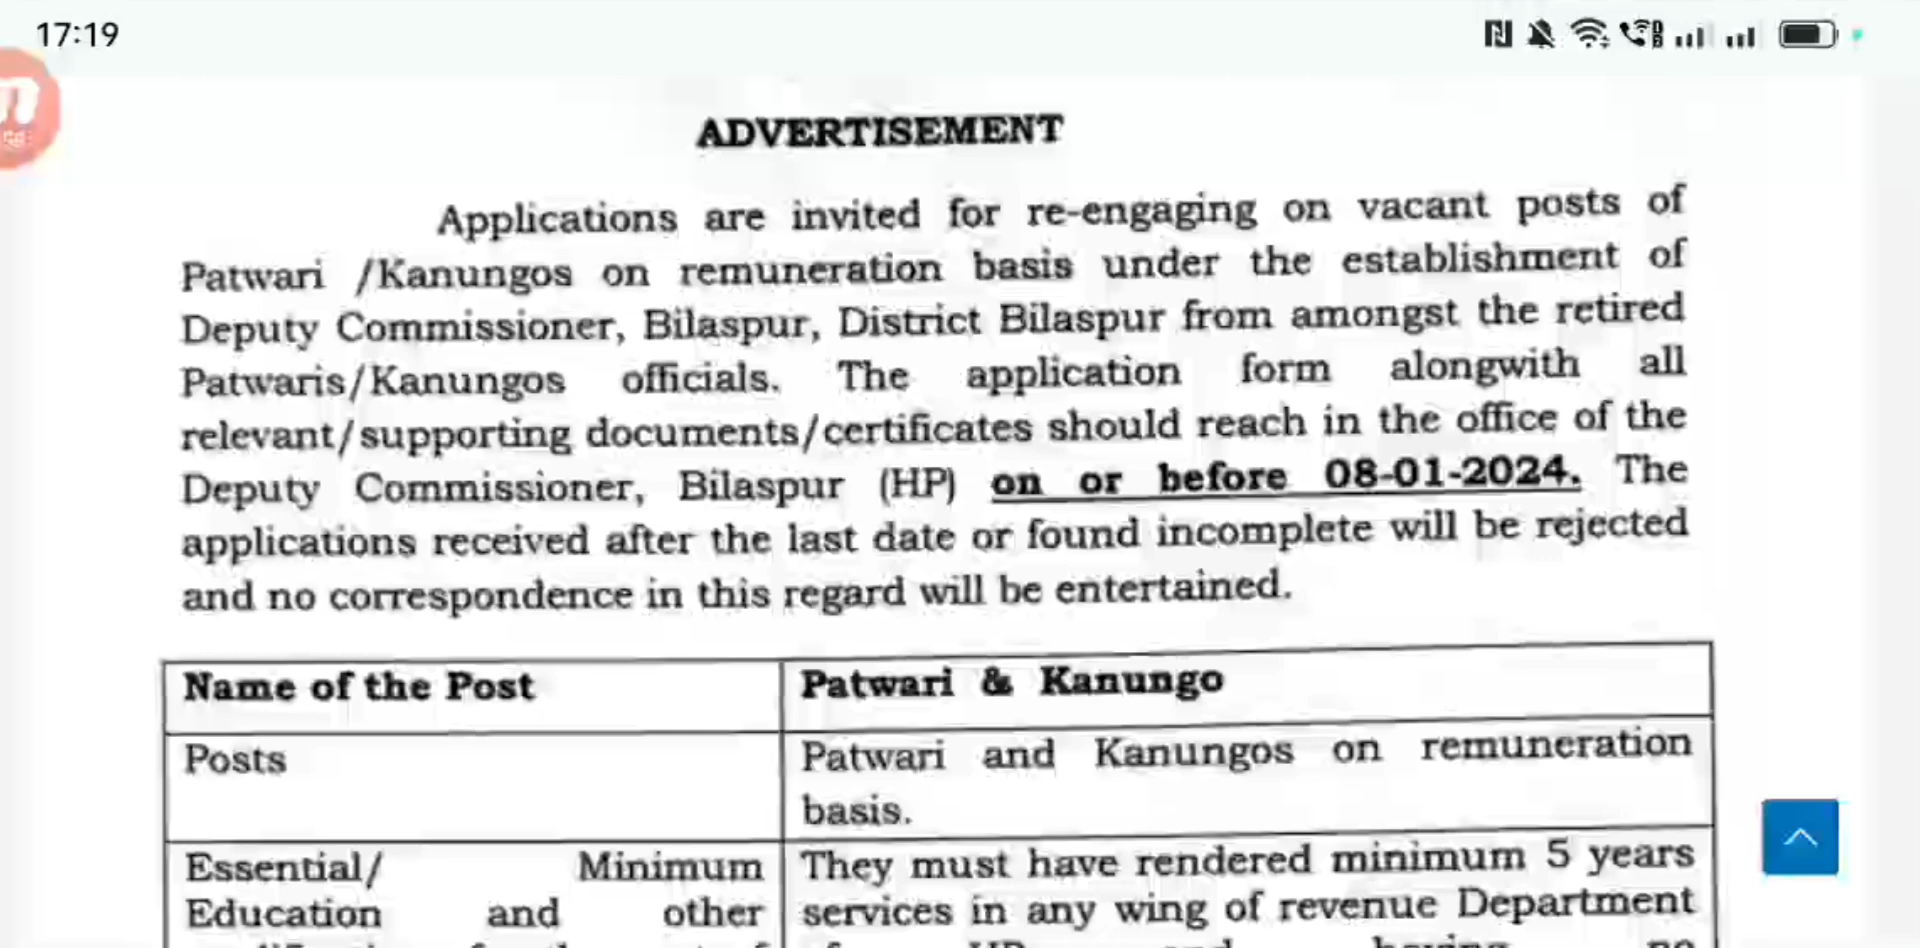 17:19
ADVERTISEMENT
Applications are invited for re-engaging on vacant posts of
Patwari /Kanungos on remuneration basis under the establishment of
Deputy Commissioner, Bilaspur, District Bilaspur from amongst the retired
Patwaris/Kanungos officials. The application form alongwith all
relevant/supporting documents/certificates should reach in the office of the
Deputy Commissioner, Bilaspur (HP) on or before 08-01-2024. The
applications received after the last date or found incomplete will be rejected
and no correspondence in this regard will be entertained.
Name of the Post Patwari & Kanungo
Posts Patwari and Kanungos on remuneration
basis.
Essential/ Minimum They must have rendered minimum 5 years
Education and other services in any wing of revenue Department